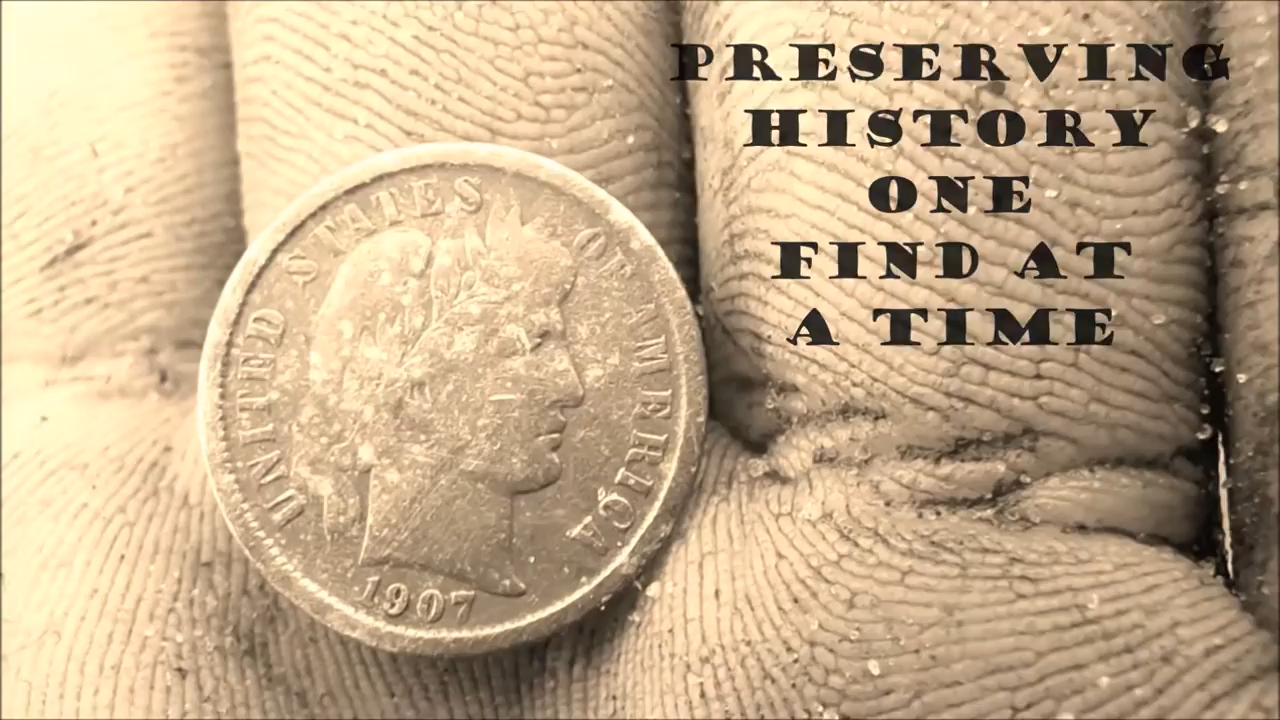 PRESERVING
HISTORY
ONE
FIND AT
A TIME
UNITED STATES OF AMERICA
1907